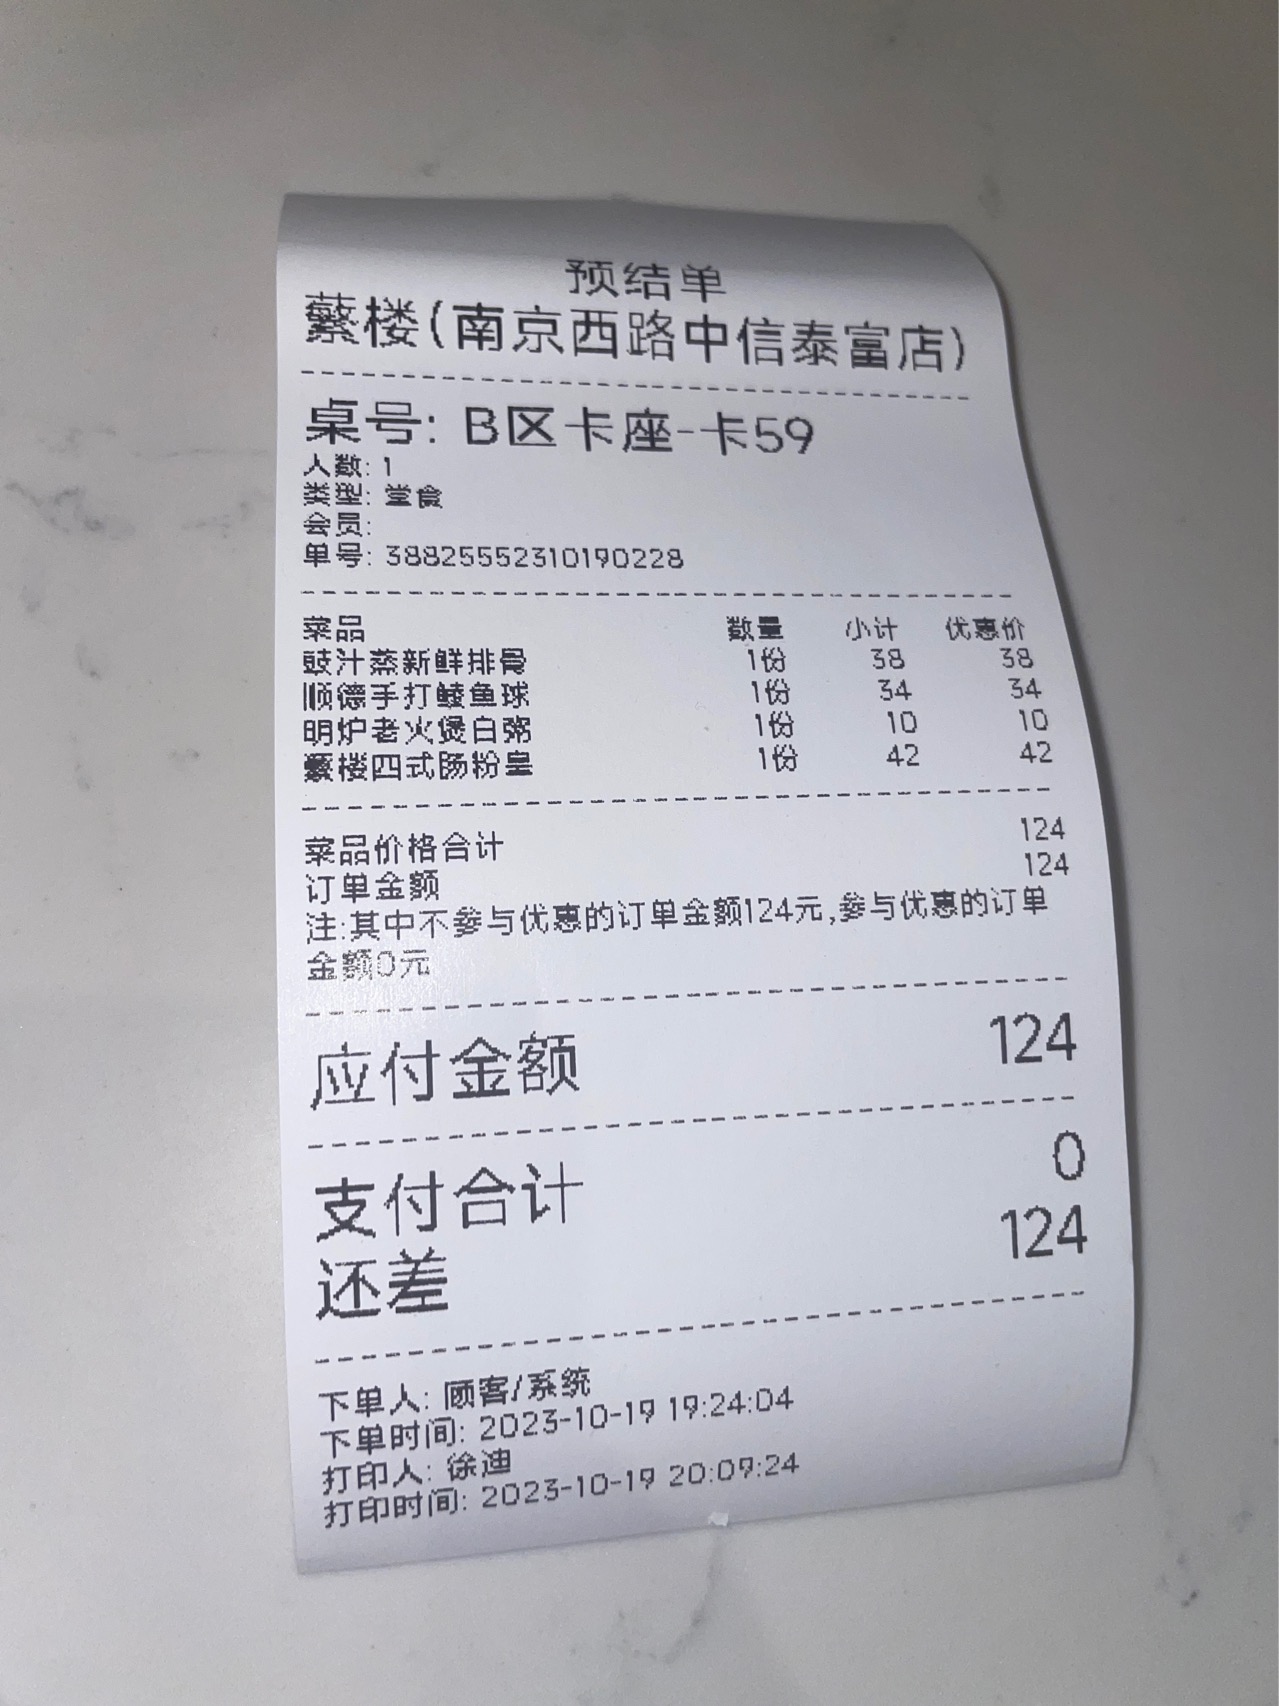 预结单
蘩楼(南京西路中信泰富店)
桌号: B区卡座-卡59
人数: 1
类型: 堂食
会员:
单号: 38825552310190228
菜品 数量 小计 优惠价
豉汁蒸新鲜排骨 1份 38 38
顺德手打鲮鱼球 1份 34 34
明炉老火煲白粥 1份 10 10
蘩楼四式肠粉皇 1份 42 42
菜品价格合计 124
订单金额 124
注:其中不参与优惠的订单金额124元,参与优惠的订单
金额0元
应付金额 124
支付合计 0
还差 124
下单人: 顾客/系统
下单时间: 2023-10-19 19:24:04
打印人: 徐迪
打印时间: 2023-10-19 20:09:24